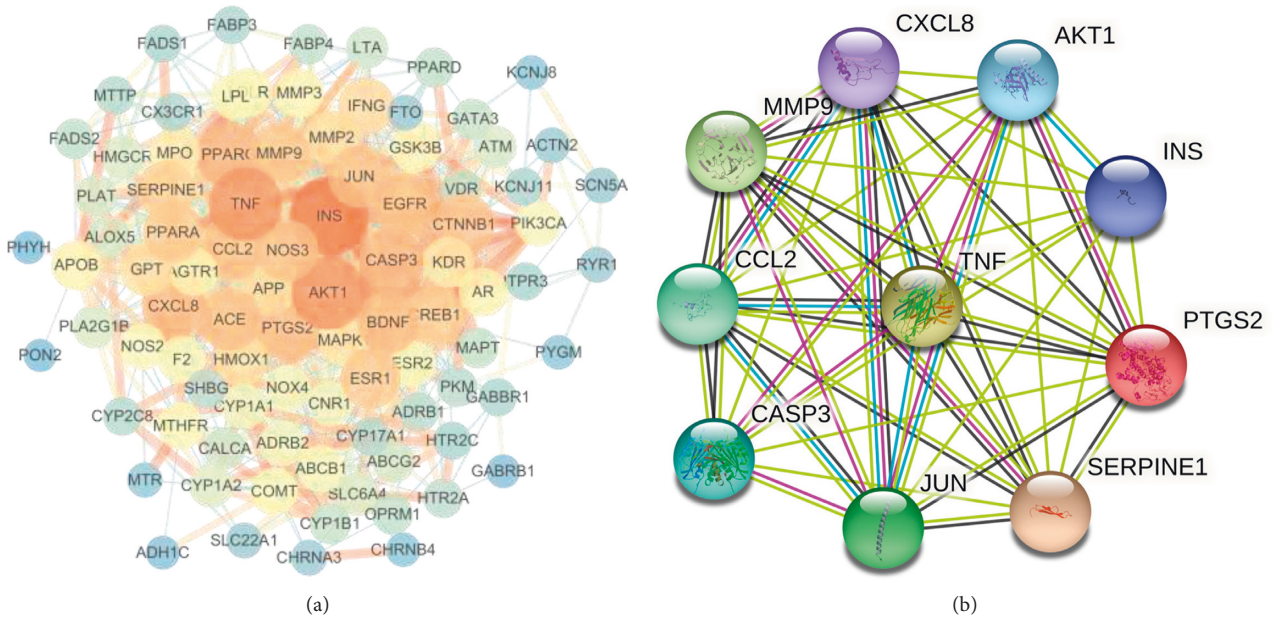 FABP3
FADS1
FABP4
LTA
PPARD
KCNJ8
MTTP
CX3CR1
LPL
R
MMP3
IFNG
FTO
GATA3
FADS2
HMGCR
MPO
PPARG
MMP9
MMP2
GSK3B
ATM
ACTN2
PLAT
SERPINE1
TNF
INS
JUN
EGFR
VDR
KCNJ11
SCN5A
ALOX5
PPARA
CCL2
NOS3
CTNNB1
PIK3CA
PHYH
APOB
GPT
AGTR1
APP
CASP3
KDR
ITPR3
RYR1
CXCL8
ACE
PTGS2
AKT1
BDNF
CREB1
AR
PLA2G1B
NOS2
F2
HMOX1
MAPK
ESR1
ESR2
MAPT
PYGM
PON2
SHBG
NOX4
CNR1
PKM
GABBR1
CYP2C8
MTHFR
CYP1A1
ADRB2
ADRB1
CYP17A1
HTR2C
CALCA
ABCB1
ABCG2
GABRB1
MTR
CYP1A2
COMT
SLC6A4
HTR2A
CYP1B1
OPRM1
ADH1C
SLC22A1
CHRNA3
CHRNB4
(a)
CXCL8
AKT1
MMP9
INS
CCL2
TNF
PTGS2
CASP3
JUN
SERPINE1
(b)